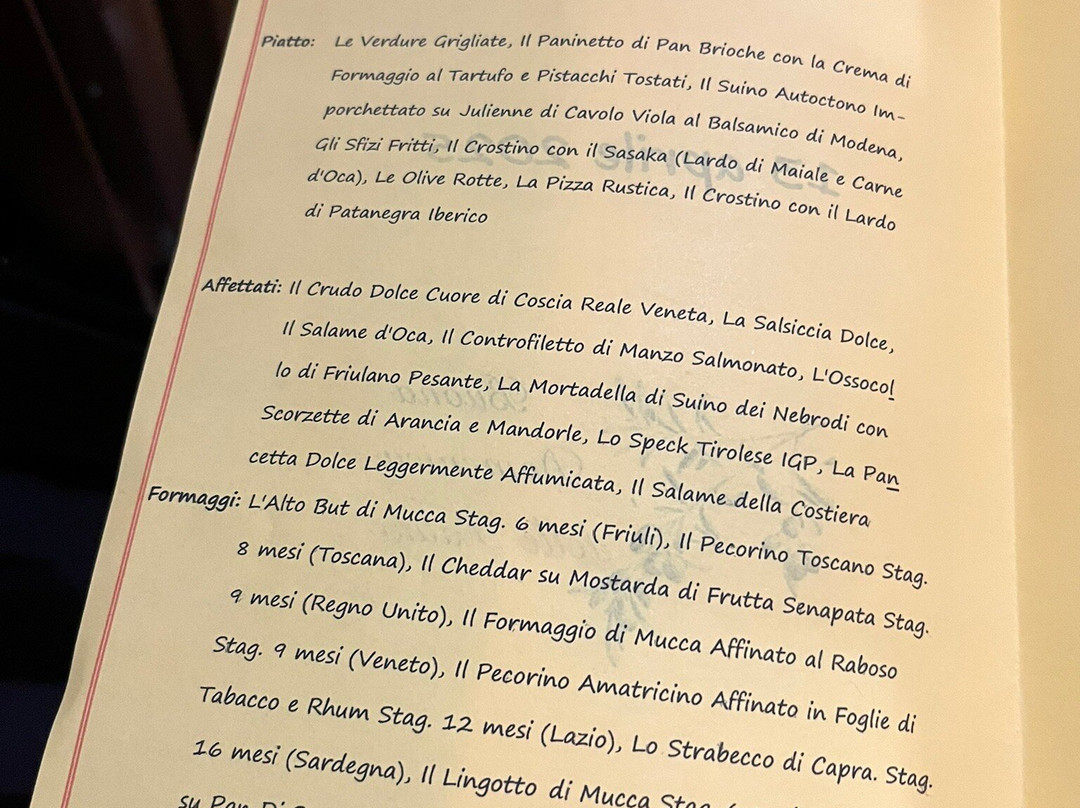 Piatto: Le Verdure Grigliate, Il Paninetto di Pan Brioche con la Crema di
Formaggio al Tartufo e Pistacchi Tostati, Il Suino Autoctono Im-
porchettato su Julienne di Cavolo Viola al Balsamico di Modena,
Gli Sfizi Fritti, Il Crostino con il Sasaka (Lardo di Maiale e Carne
d'Oca), Le Olive Rotte, La Pizza Rustica, Il Crostino con il Lardo
di Patanegra Iberico
Affettati: Il Crudo Dolce Cuore di Coscia Reale Veneta, La Salsiccia Dolce,
Il Salame d'Oca, Il Controfiletto di Manzo Salmonato, L'Ossocol
lo di Friulano Pesante, La Mortadella di Suino dei Nebrodi con
Scorzette di Arancia e Mandorle, Lo Speck Tirolese IGP, La Pan
cetta Dolce Leggermente Affumicata, Il Salame della Costiera
Formaggi: L'Alto But di Mucca Stag. 6 mesi (Friuli), Il Pecorino Toscano Stag.
8 mesi (Toscana), Il Cheddar su Mostarda di Frutta Senapata Stag.
9 mesi (Regno Unito), Il Formaggio di Mucca Affinato al Raboso
Stag. 9 mesi (Veneto), Il Pecorino Amatricino Affinato in Foglie di
Tabacco e Rhum Stag. 12 mesi (Lazio), Lo Strabecco di Capra. Stag.
16 mesi (Sardegna), Il Lingotto di Mucca Stag.
su Pan Di